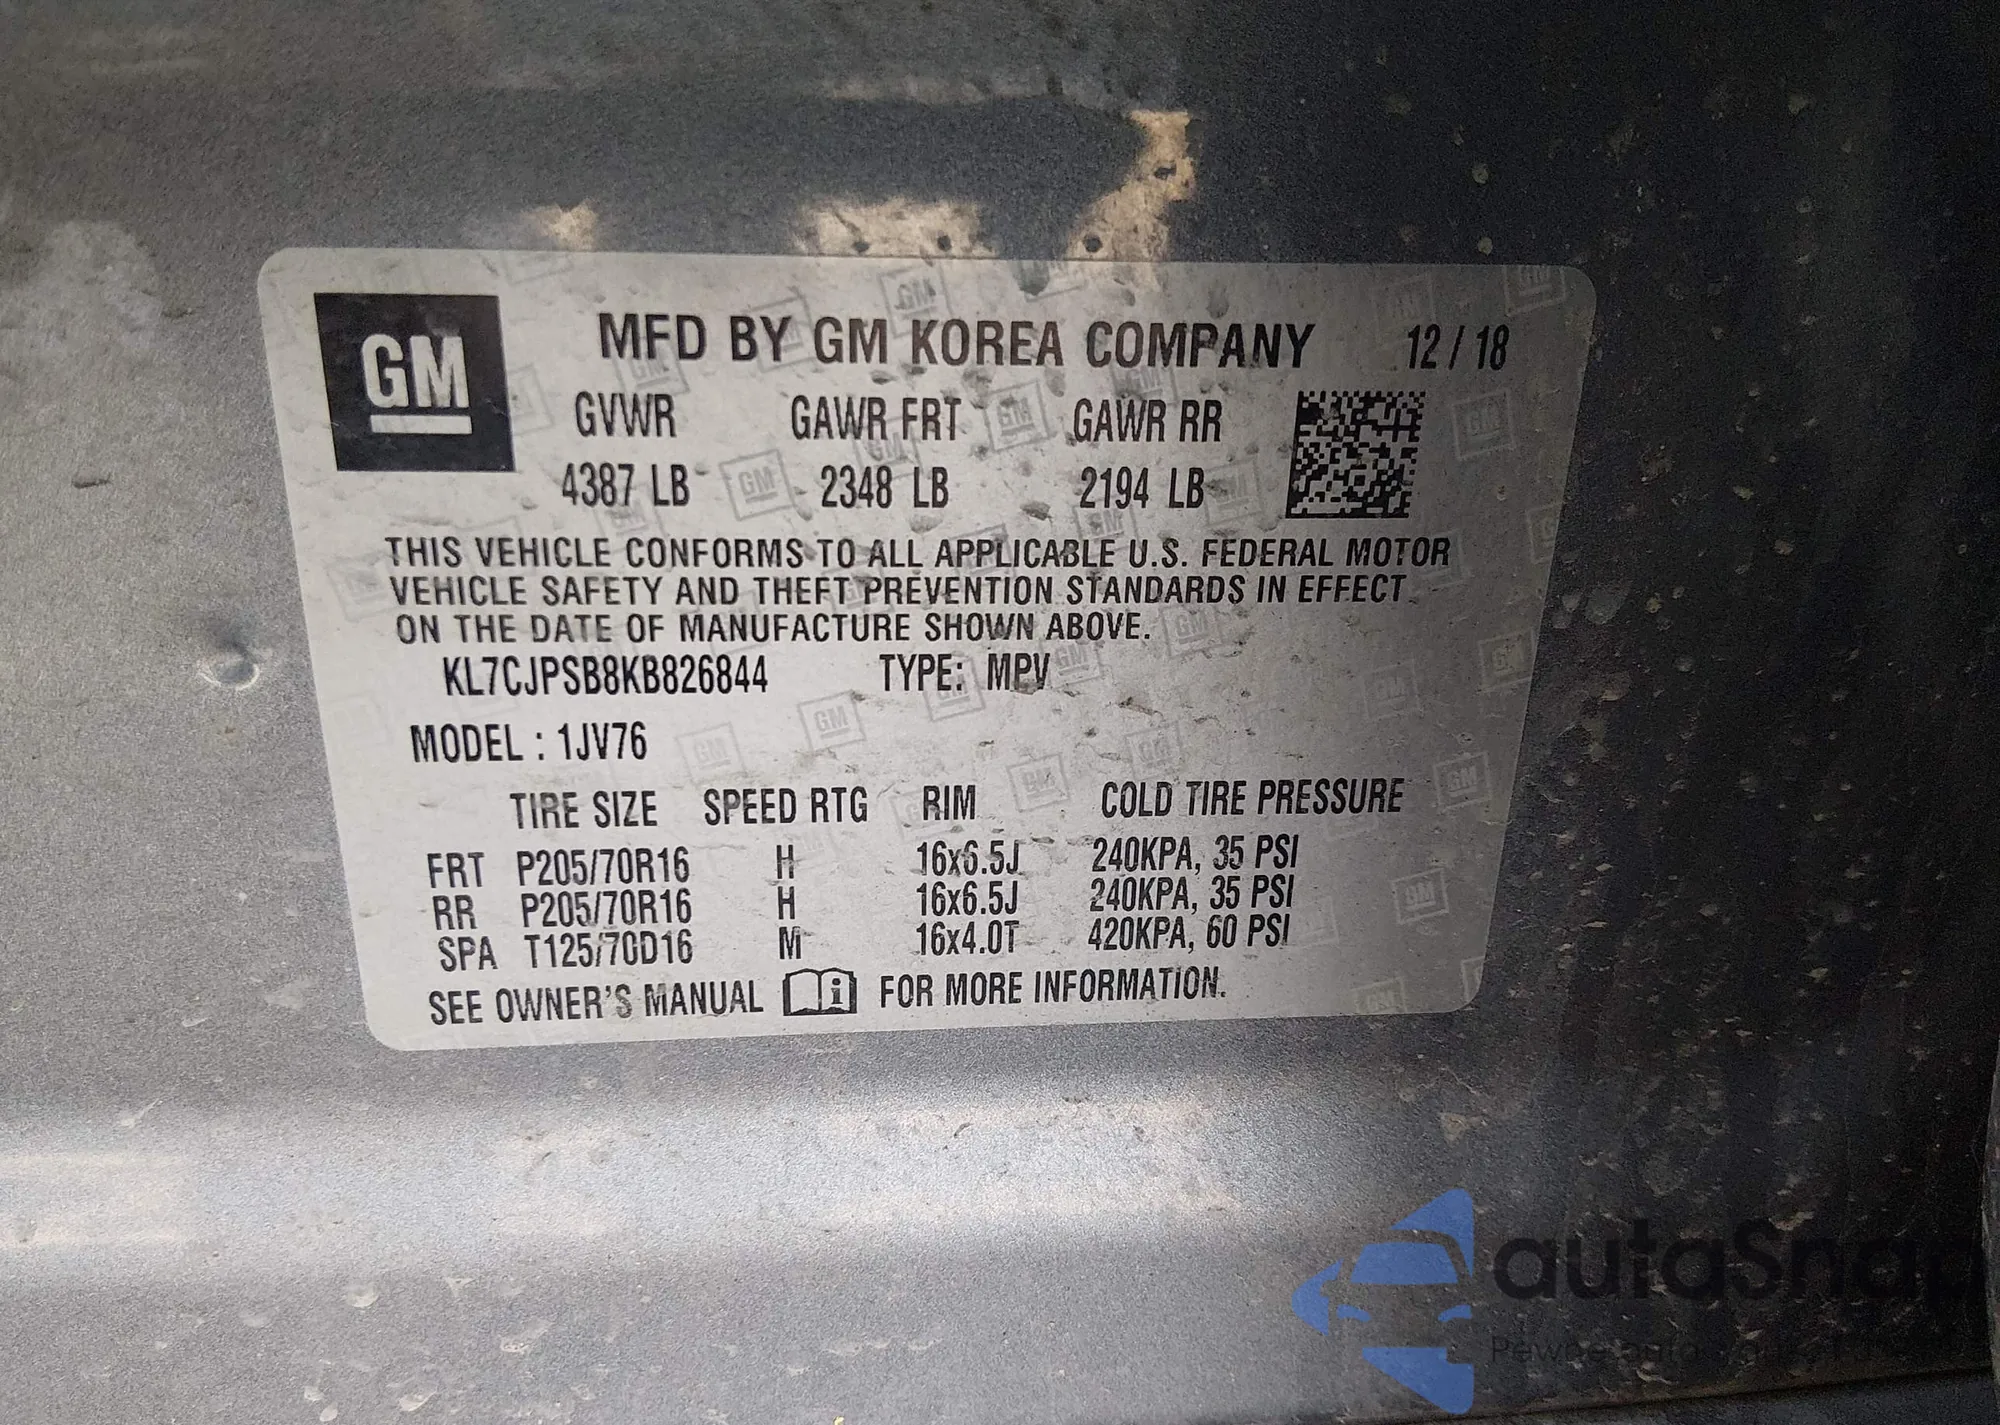 GM
MFD BY GM KOREA COMPANY 12 / 18
GVWR GAWR FRT GAWR RR
4387 LB 2348 LB 2194 LB
THIS VEHICLE CONFORMS TO ALL APPLICABLE U.S. FEDERAL MOTOR
VEHICLE SAFETY AND THEFT PREVENTION STANDARDS IN EFFECT
ON THE DATE OF MANUFACTURE SHOWN ABOVE.
KL7CJPSB8KB826844 TYPE: MPV
MODEL : 1JV76
TIRE SIZE SPEED RTG RIM COLD TIRE PRESSURE
FRT P205/70R16 H 16x6.5J 240KPA, 35 PSI
RR P205/70R16 H 16x6.5J 240KPA, 35 PSI
SPA T125/70D16 M 16x4.0T 420KPA, 60 PSI
SEE OWNER'S MANUAL i FOR MORE INFORMATION.
autaSnap
Pewne auta